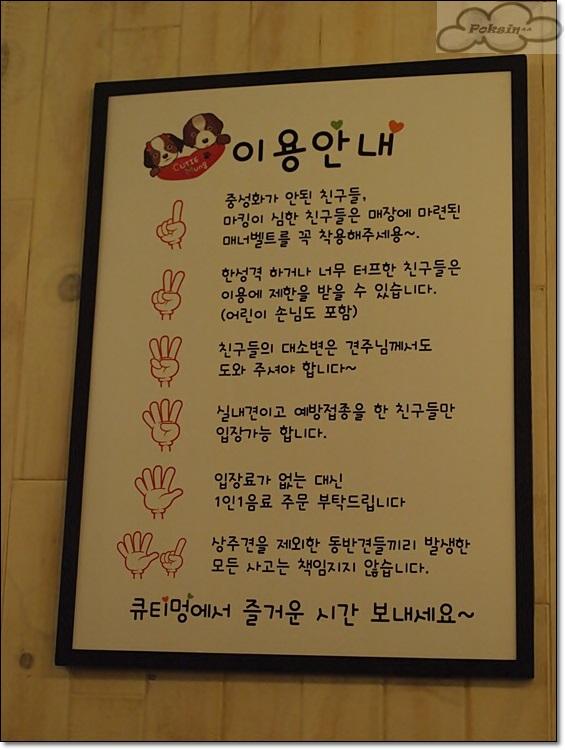 Poksin^^
CUTIE
Mung
이용안내
중성화가 안된 친구들,
마킹이 심한 친구들은 매장에 마련된
매너벨트를 꼭 착용해주세용~.
한성격 하거나 너무 터프한 친구들은
이용에 제한을 받을 수 있습니다.
(어린이 손님도 포함)
친구들의 대소변은 견주님께서도
도와 주셔야 합니다~
실내견이고 예방접종을 한 친구들만
입장가능 합니다.
입장료가 없는 대신
1인1음료 주문 부탁드립니다
상주견을 제외한 동반견들끼리 발생한
모든 사고는 책임지지 않습니다.
큐티멍에서 즐거운 시간 보내세요~